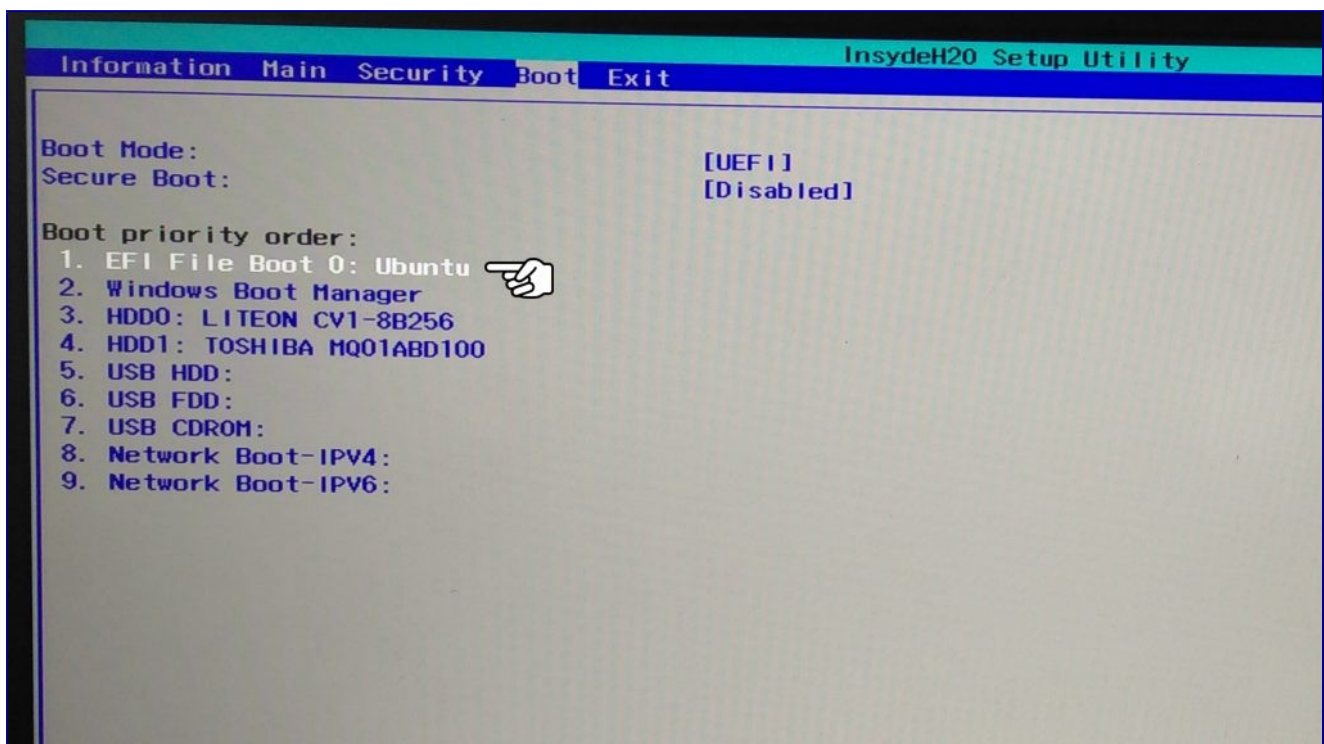 InsydeH20 Setup Utility
Information Main Security Boot Exit
Boot Mode: [UEFI]
Secure Boot: [Disabled]
Boot priority order:
1. EFI File Boot 0: Ubuntu
2. Windows Boot Manager
3. HDD0: LITEON CV1-8B256
4. HDD1: TOSHIBA MQ01ABD100
5. USB HDD:
6. USB FDD:
7. USB CDROM:
8. Network Boot-IPV4:
9. Network Boot-IPV6: